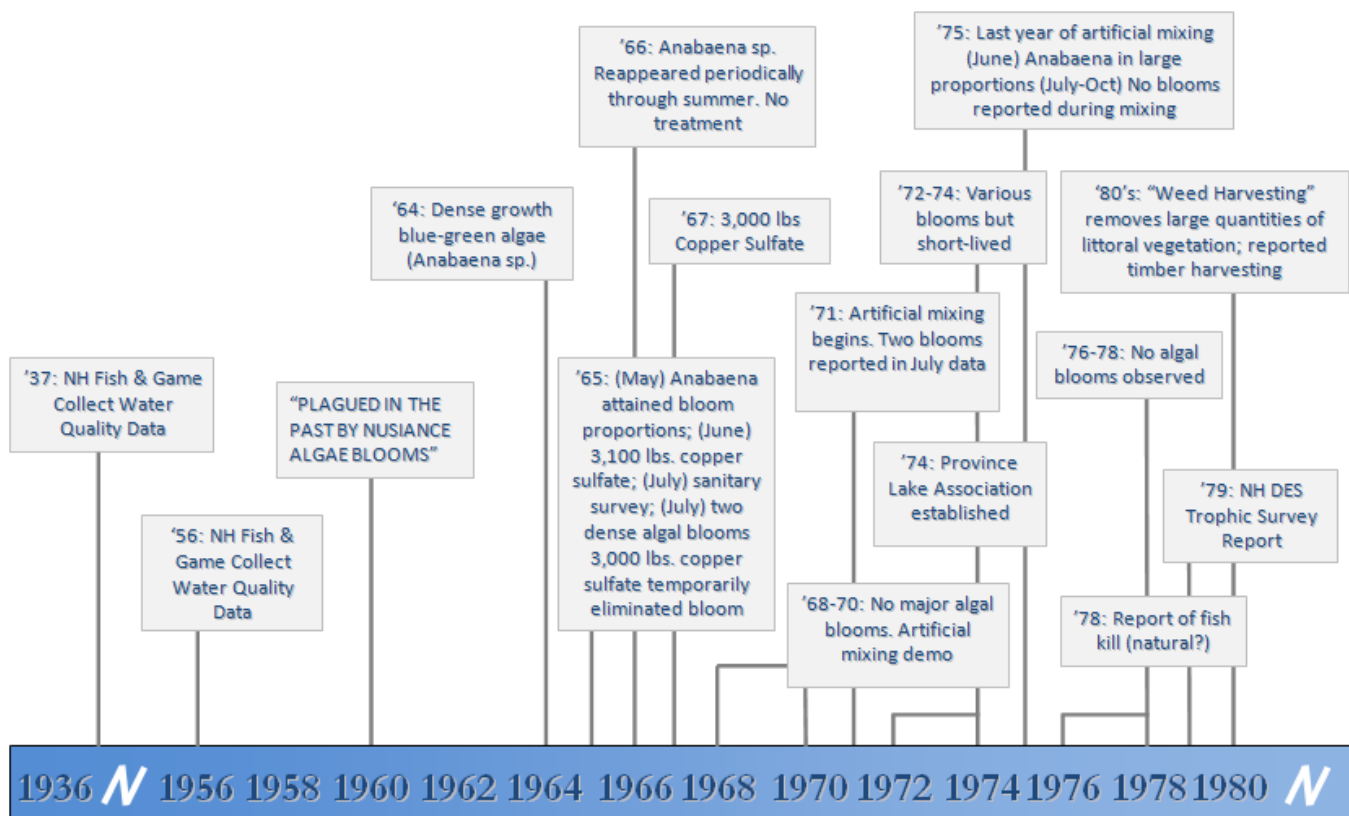 '37: NH Fish & Game
Collect Water
Quality Data
'56: NH Fish &
Game Collect
Water Quality
Data
"PLAGUED IN THE
PAST BY NUSIANCE
ALGAE BLOOMS"
'64: Dense growth
blue-green algae
(Anabaena sp.)
'65: (May) Anabaena
attained bloom
proportions; (June)
3,100 lbs. copper
sulfate; (July) sanitary
survey; (July) two
dense algal blooms
3,000 lbs. copper
sulfate temporarily
eliminated bloom
'66: Anabaena sp.
Reappeared periodically
through summer. No
treatment
'67: 3,000 lbs
Copper Sulfate
'68-70: No major algal
blooms. Artificial
mixing demo
'71: Artificial mixing
begins. Two blooms
reported in July data
'72-74: Various
blooms but
short-lived
'74: Province
Lake Association
established
'75: Last year of artificial mixing
(June) Anabaena in large
proportions (July-Oct) No blooms
reported during mixing
'76-78: No algal
blooms observed
'78: Report of fish
kill (natural?)
'79: NH DES
Trophic Survey
Report
'80's: "Weed Harvesting"
removes large quantities of
littoral vegetation; reported
timber harvesting
1936 1956 1958 1960 1962 1964 1966 1968 1970 1972 1974 1976 1978 1980